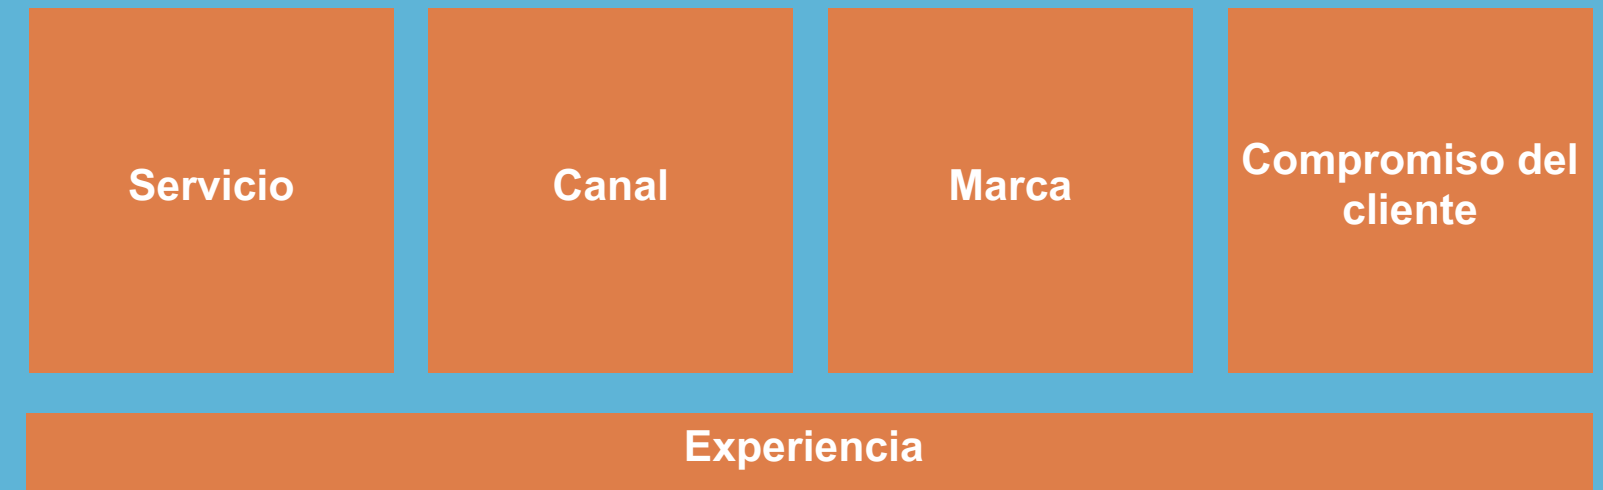 Servicio
Canal
Marca
Compromiso del
cliente
Experiencia